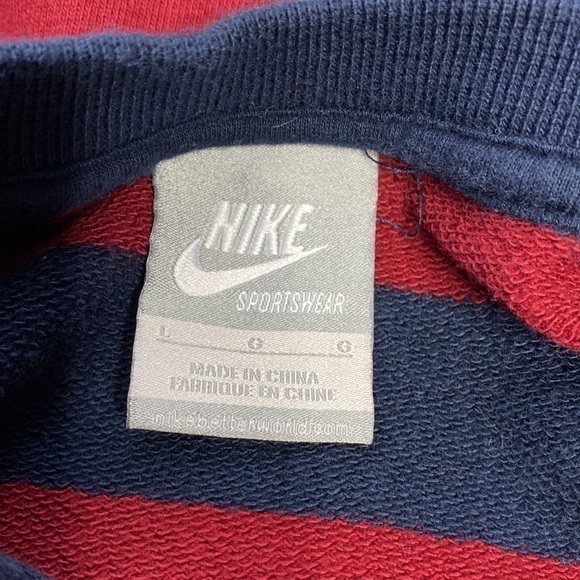 NIKE
SPORTSWEAR
L G G
MADE IN CHINA
FABRIQUE EN CHINE
nikebetterworld.com